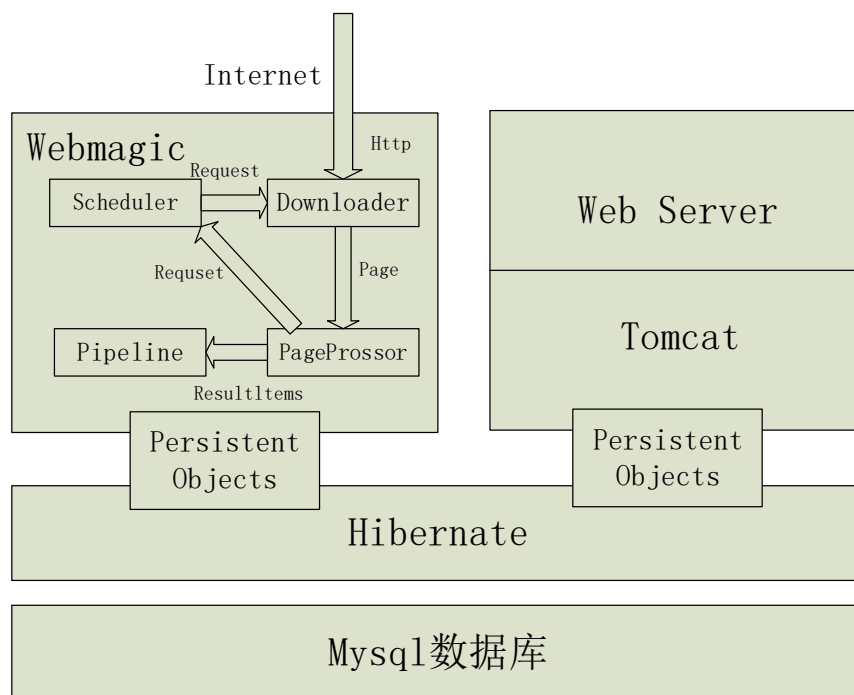 Internet
Http
Webmagic
Request
Scheduler
Downloader
Requset
Page
Pipeline
PageProssor
ResultItems
Persistent
Objects
Web Server
Tomcat
Persistent
Objects
Hibernate
Mysql数据库